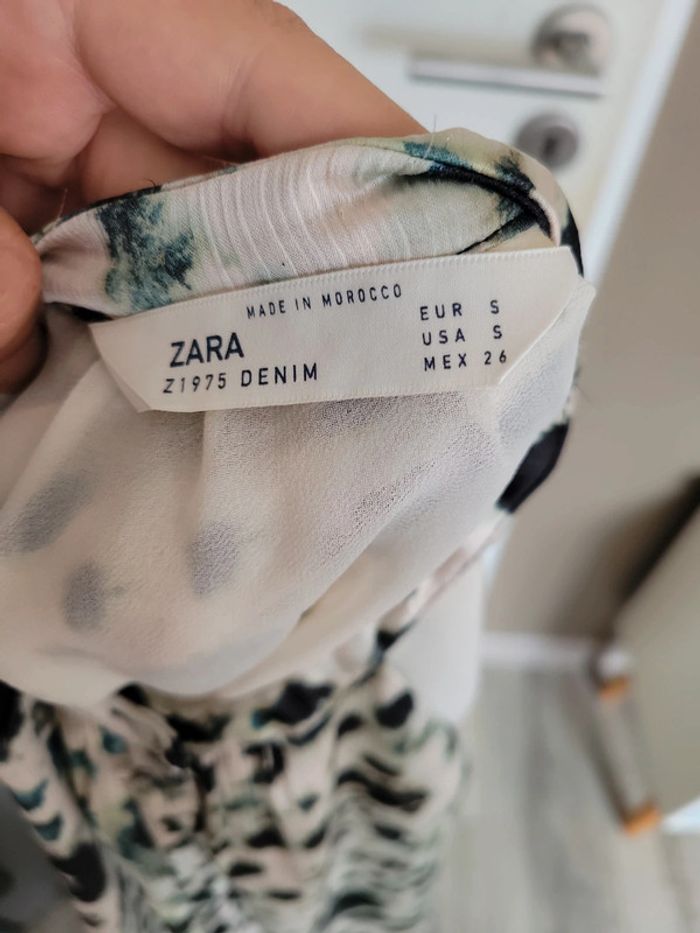 MADE IN MOROCCO
ZARA
Z1975 DENIM
EUR S
USA S
MEX 26